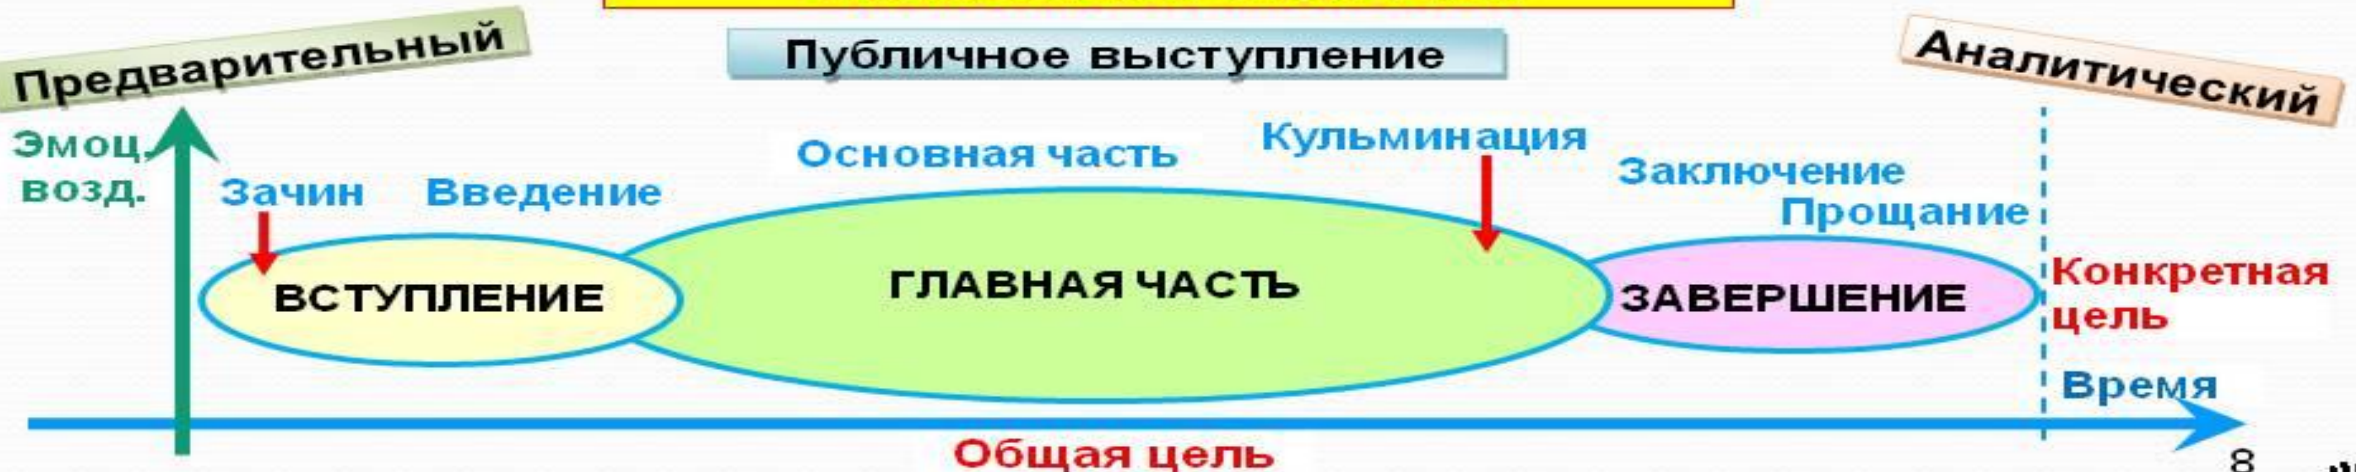 Предварительный
Публичное выступление
Аналитический
Эмоц.
возд.
Зачин
Введение
Основная часть
Кульминация
Заключение
Прощание
ВСТУПЛЕНИЕ
ГЛАВНАЯ ЧАСТЬ
ЗАВЕРШЕНИЕ
Конкретная
цель
Время
Общая цель
8